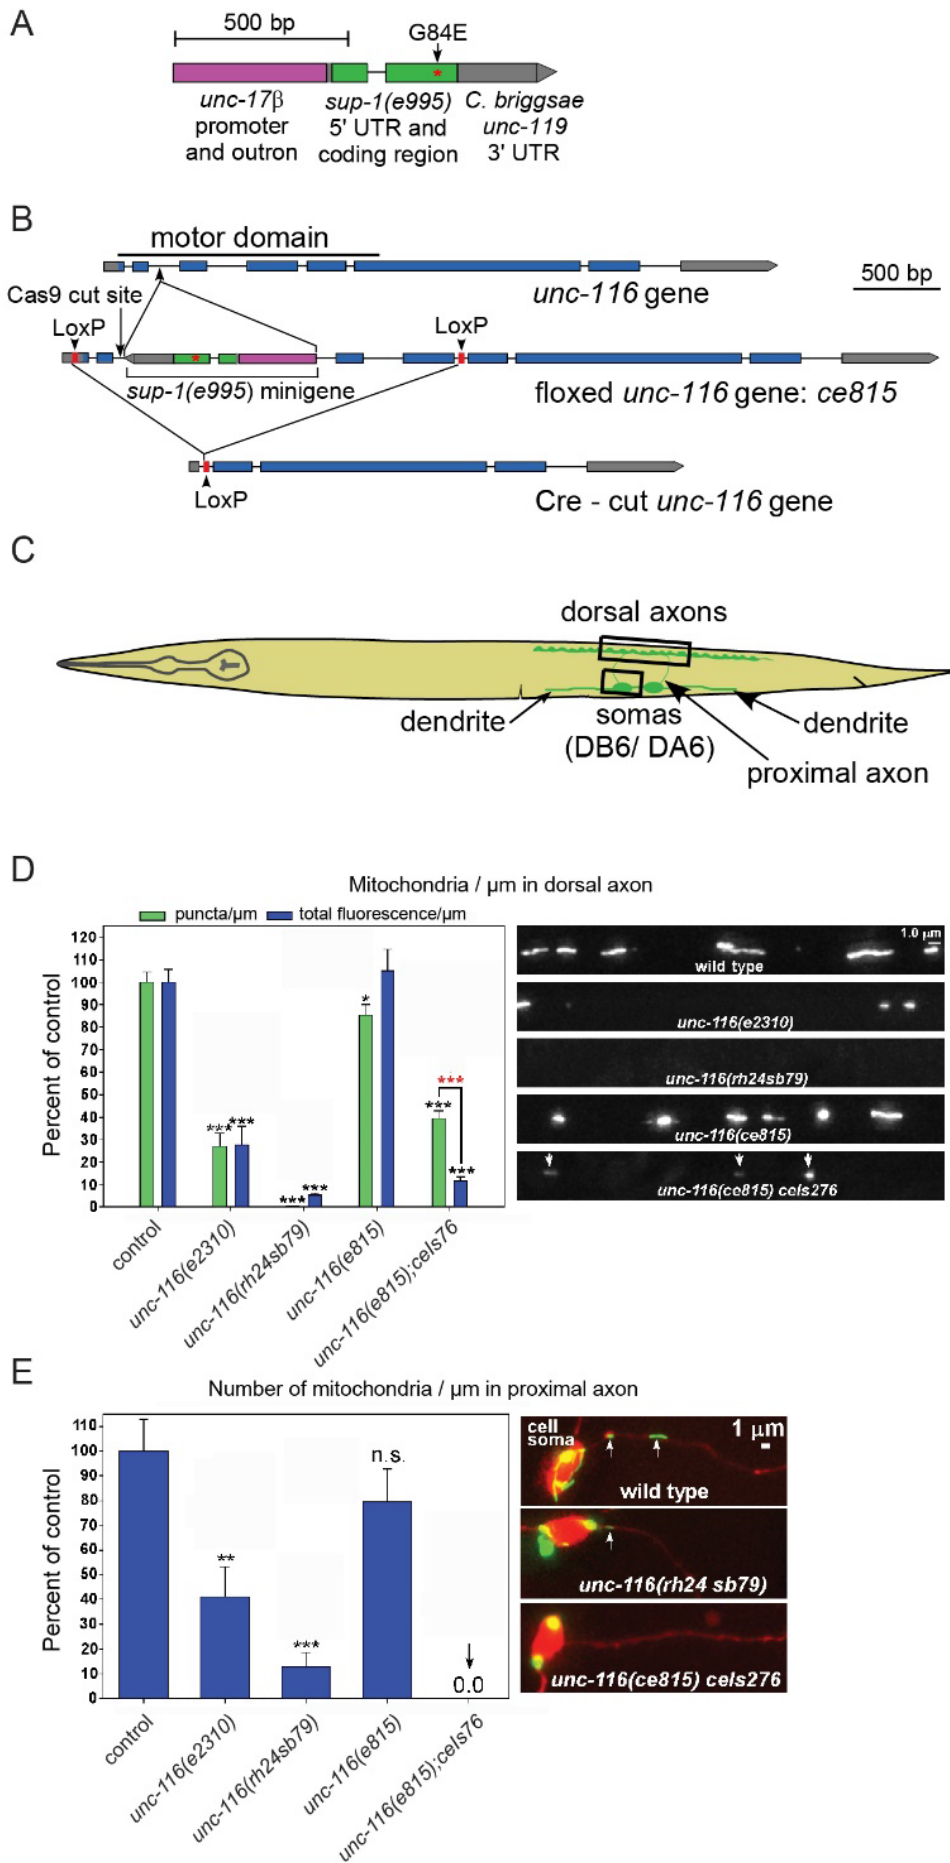 A
500 bp
G84E
unc-17β
promoter
and outron
sup-1(e995)
5' UTR and
coding region
C. briggsae
unc-119
3' UTR
B
motor domain
Cas9 cut site
unc-116 gene
500 bp
LoxP
LoxP
sup-1(e995) minigene
floxed unc-116 gene: ce815
LoxP
Cre - cut unc-116 gene
C
dorsal axons
dendrite
somas
(DB6/ DA6)
dendrite
proximal axon
D
Mitochondria / µm in dorsal axon
puncta/µm
total fluorescence/µm
Percent of control
120
110
100
90
80
70
60
50
40
30
20
10
0
***
***
***
***
*
***
***
***
control
unc-116(e2310)
unc-116(rh24sb79)
unc-116(e815)
unc-116(e815);cels76
1.0 µm
wild type
unc-116(e2310)
unc-116(rh24sb79)
unc-116(ce815)
unc-116(ce815) cels276
E
Number of mitochondria / µm in proximal axon
Percent of control
110
100
90
80
70
60
50
40
30
20
10
0
**
***
n.s.
0.0
control
unc-116(e2310)
unc-116(rh24sb79)
unc-116(e815)
unc-116(e815);cels76
cell
soma
1 µm
wild type
unc-116(rh24 sb79)
unc-116(ce815) cels276